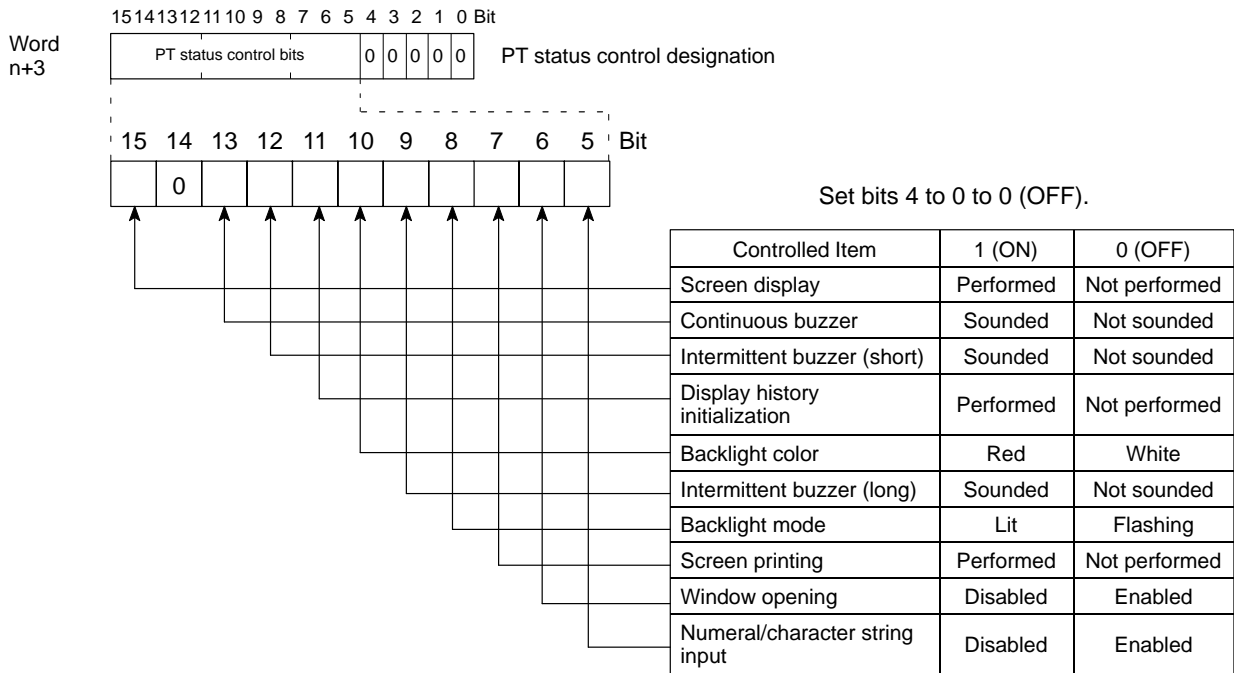 15 14 13 12 11 10 9 8 7 6 5 4 3 2 1 0 Bit
Word
n+3
PT status control bits 0 0 0 0 0 PT status control designation
15 14 13 12 11 10 9 8 7 6 5 Bit
0
Set bits 4 to 0 to 0 (OFF).
Controlled Item 1 (ON) 0 (OFF)
Screen display Performed Not performed
Continuous buzzer Sounded Not sounded
Intermittent buzzer (short) Sounded Not sounded
Display history
initialization Performed Not performed
Backlight color Red White
Intermittent buzzer (long) Sounded Not sounded
Backlight mode Lit Flashing
Screen printing Performed Not performed
Window opening Disabled Enabled
Numeral/character string
input Disabled Enabled